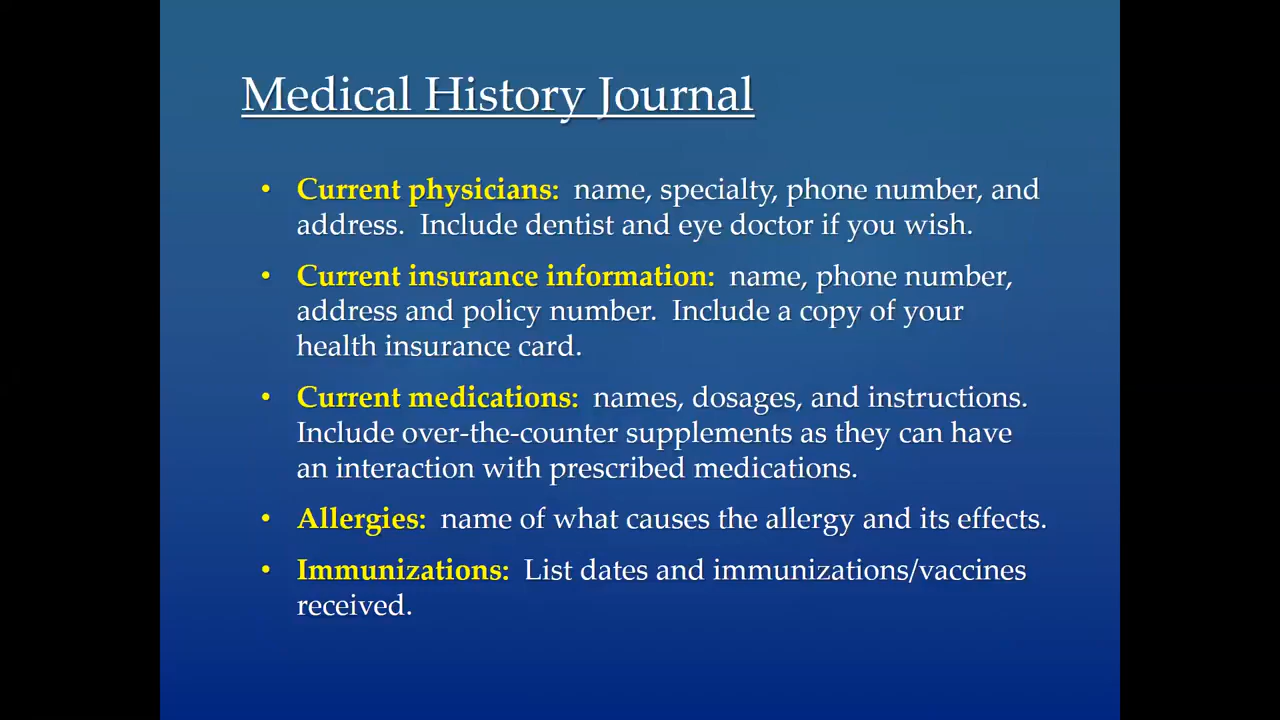 Medical History Journal
• Current physicians:  name, specialty, phone number, and
address.  Include dentist and eye doctor if you wish.
• Current insurance information:  name, phone number,
address and policy number.  Include a copy of your
health insurance card.
• Current medications:  names, dosages, and instructions.
Include over-the-counter supplements as they can have
an interaction with prescribed medications.
• Allergies:  name of what causes the allergy and its effects.
• Immunizations:  List dates and immunizations/vaccines
received.